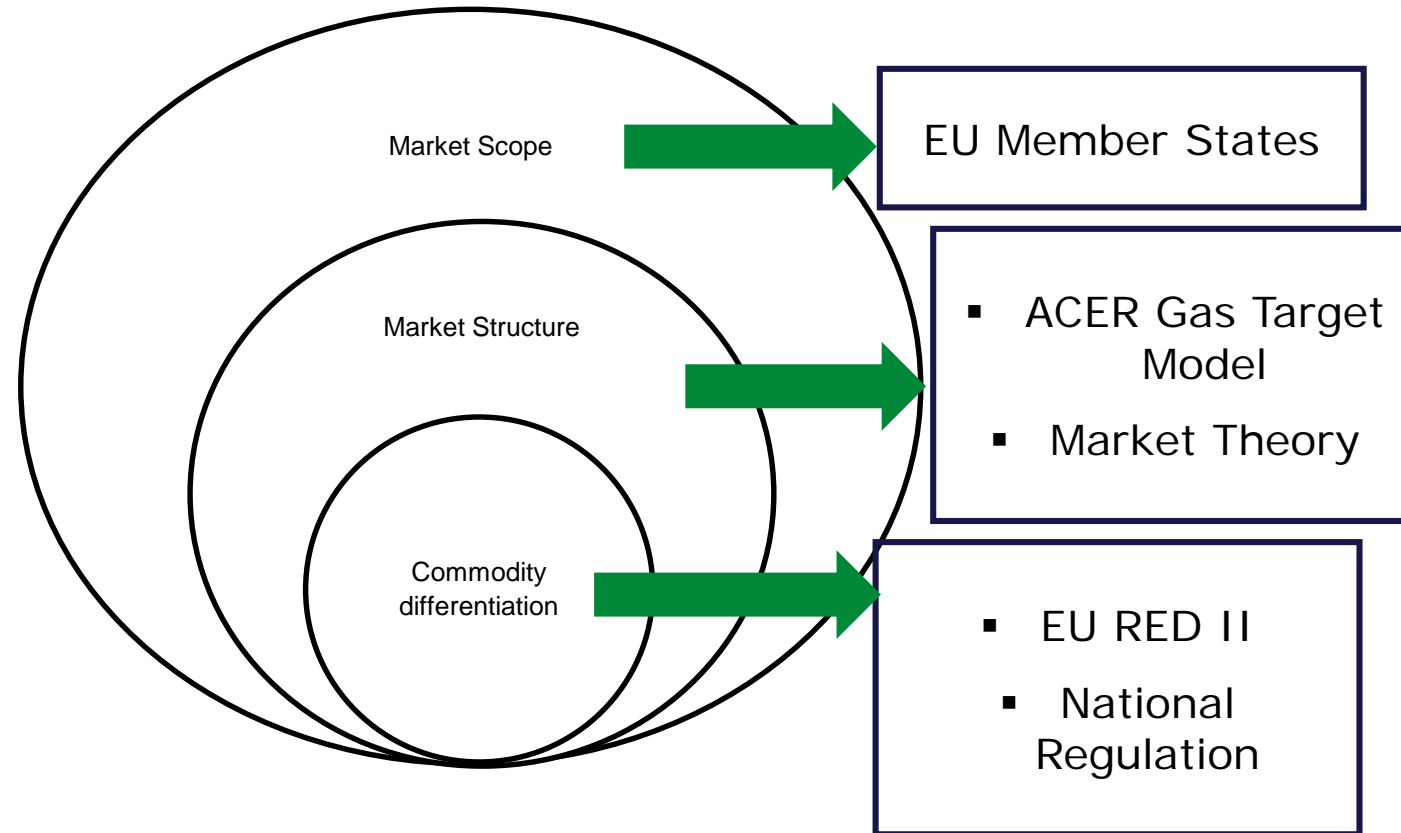 Market Scope
EU Member States
Market Structure
▪ ACER Gas Target
Model
▪ Market Theory
Commodity
differentiation
▪ EU RED II
▪ National
Regulation